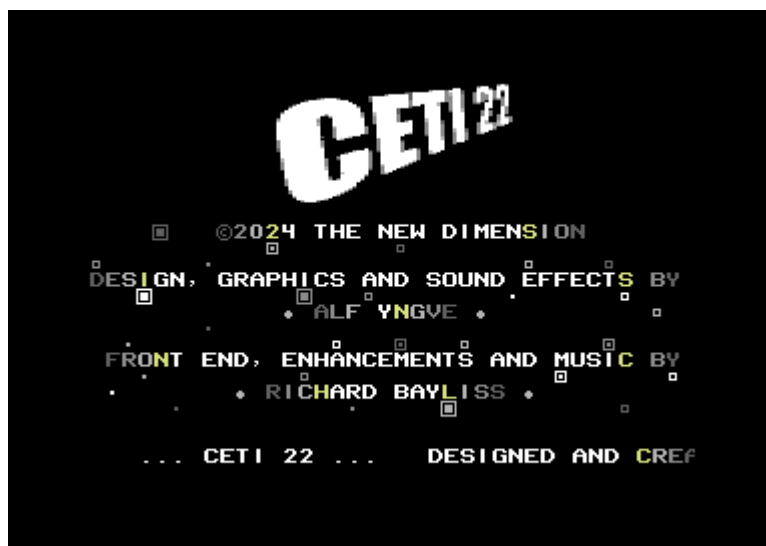 CETI 22
©2024 THE NEW DIMENSION
DESIGN, GRAPHICS AND SOUND EFFECTS BY
• ALF YNGVE •
FRONT END, ENHANCEMENTS AND MUSIC BY
• RICHARD BAYLISS •
... CETI 22 ... DESIGNED AND CREA